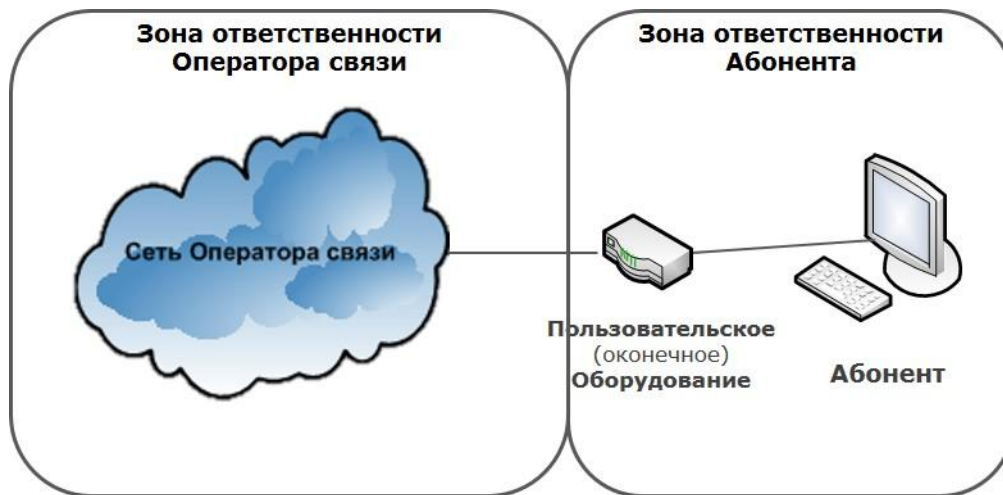 Зона ответственности
Оператора связи
Зона ответственности
Абонента
Сеть Оператора связи
Пользовательское
(оконечное)
Оборудование
Абонент